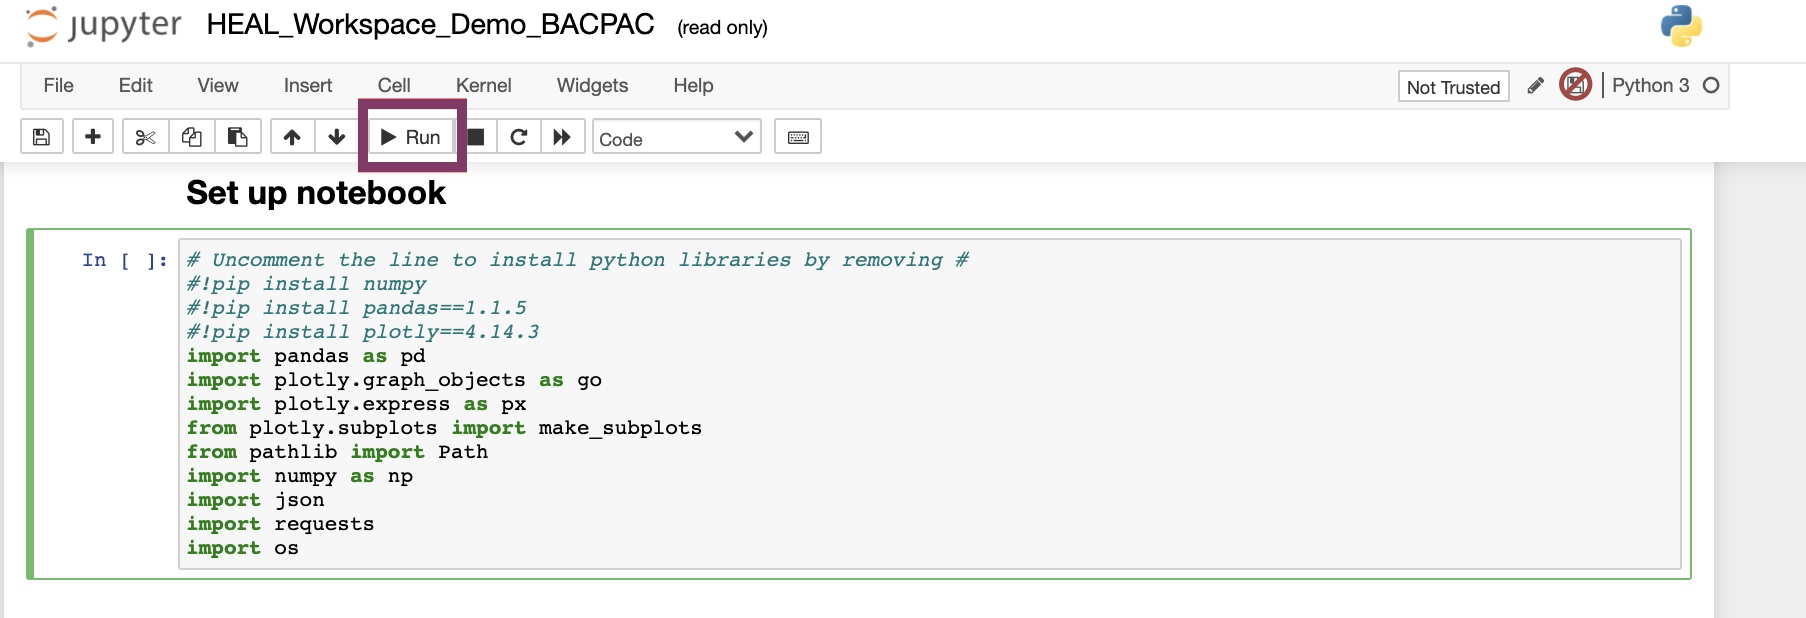 jupyter HEAL_Workspace_Demo_BACPAC (read only)
File Edit View Insert Cell Kernel Widgets Help Not Trusted Python 3
Run Code
Set up notebook
In [ ]: # Uncomment the line to install python libraries by removing #
#!pip install numpy
#!pip install pandas==1.1.5
#!pip install plotly==4.14.3
import pandas as pd
import plotly.graph_objects as go
import plotly.express as px
from plotly.subplots import make_subplots
from pathlib import Path
import numpy as np
import json
import requests
import os